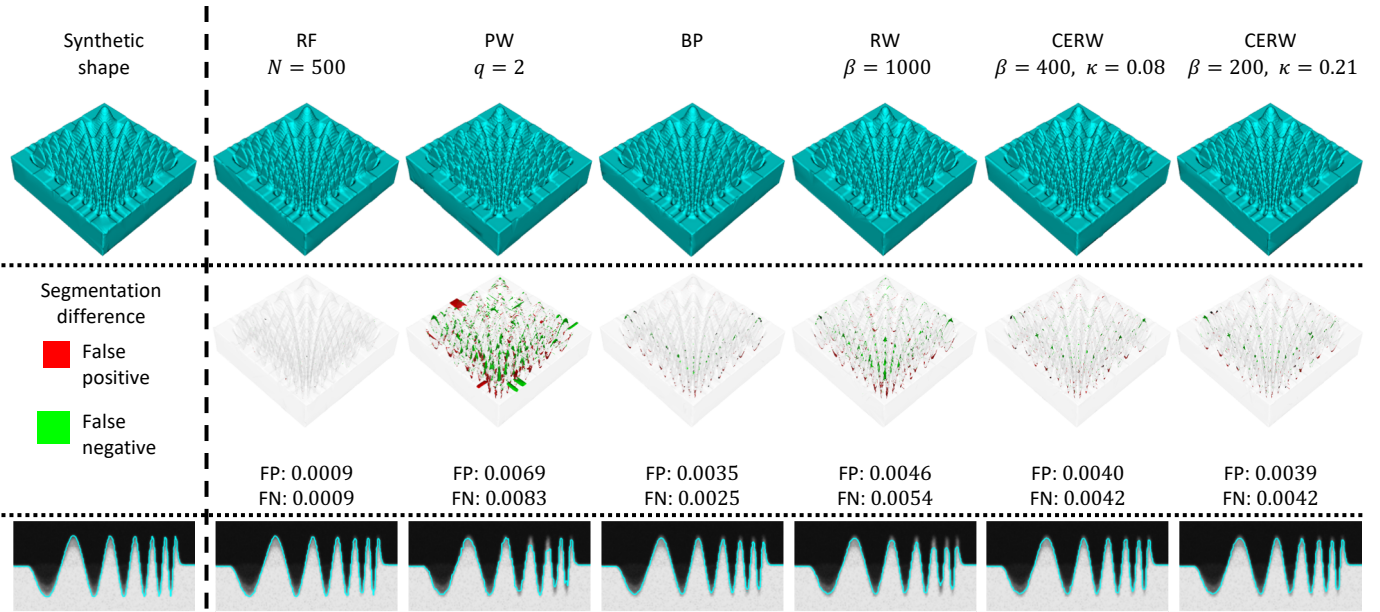 Synthetic
shape
RF
N = 500
PW
q = 2
BP
RW
β = 1000
CERW
β = 400, κ = 0.08
CERW
β = 200, κ = 0.21
Segmentation
difference
False
positive
False
negative
FP: 0.0009
FN: 0.0009
FP: 0.0069
FN: 0.0083
FP: 0.0035
FN: 0.0025
FP: 0.0046
FN: 0.0054
FP: 0.0040
FN: 0.0042
FP: 0.0039
FN: 0.0042